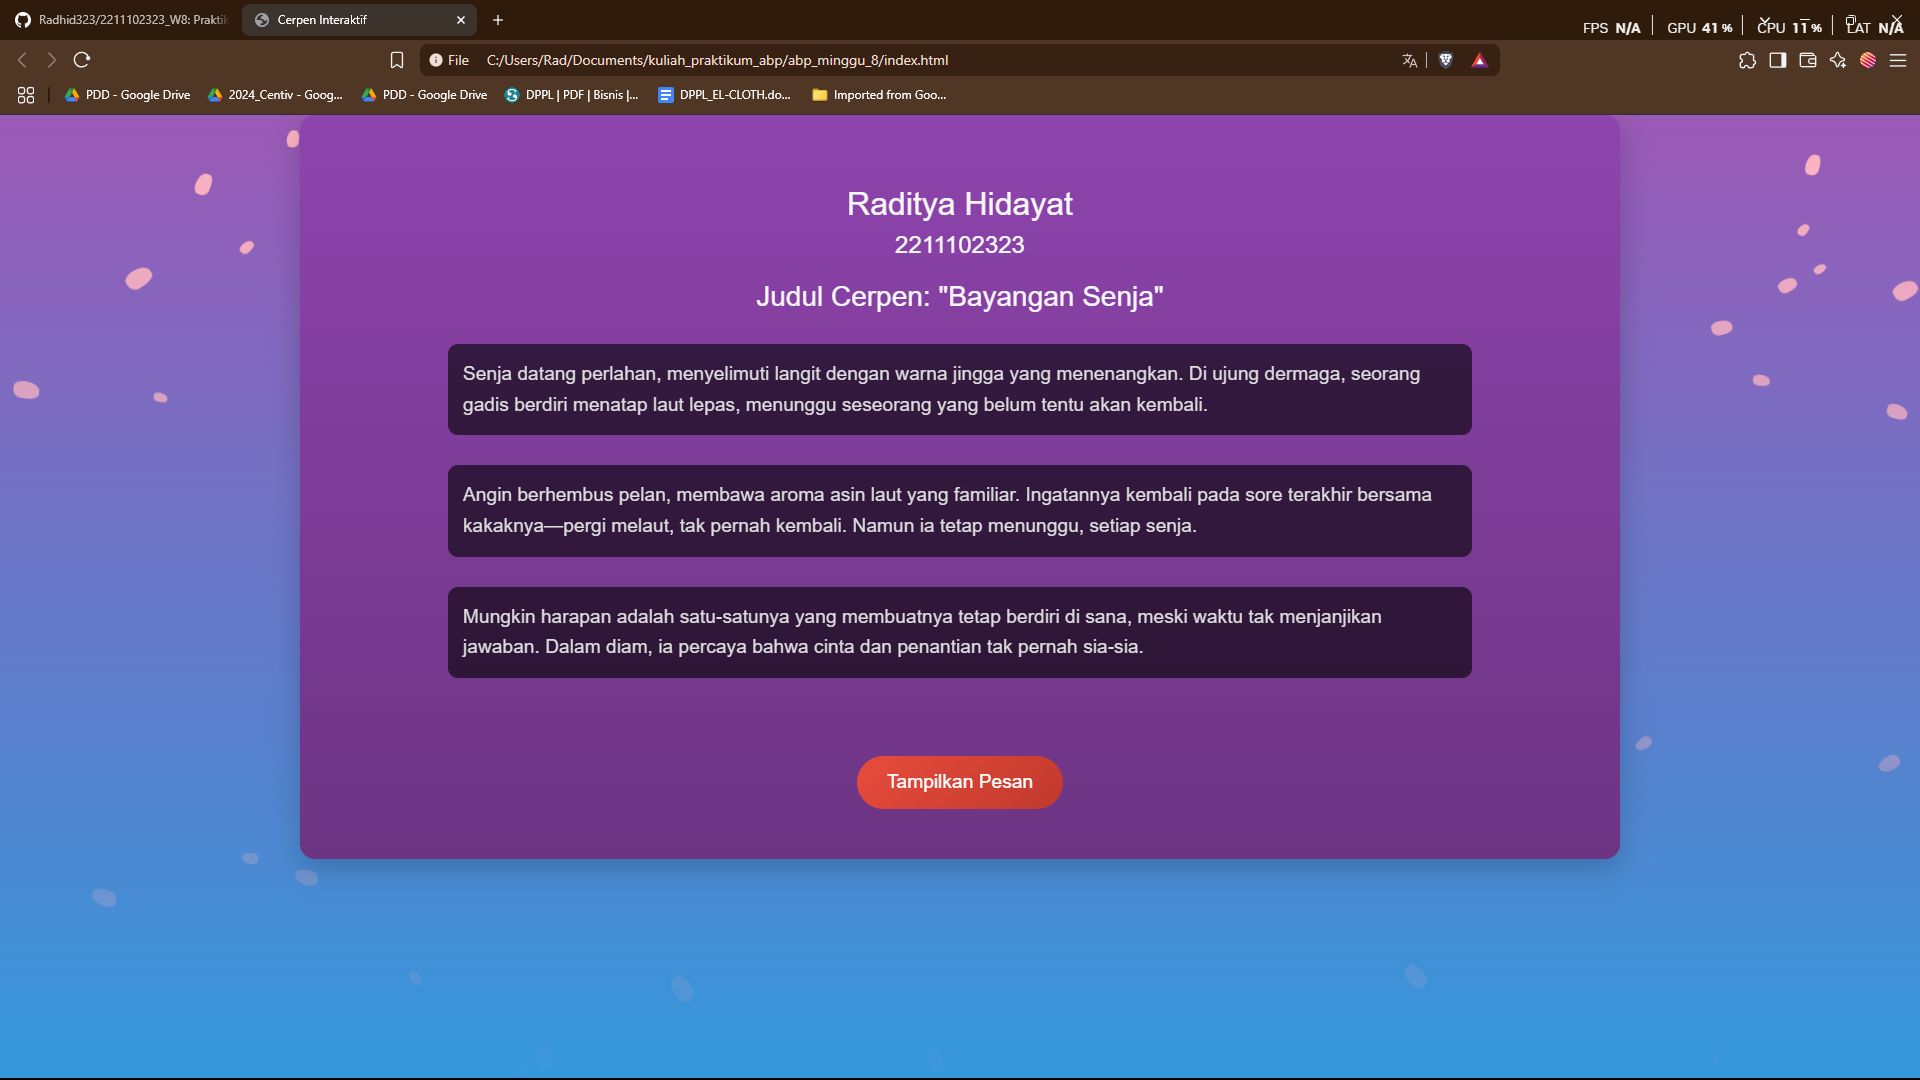 Radhid323/2211102323_W8: Praktik
Cerpen Interaktif
FPS N/A GPU 41 % CPU 11 % LAT N/A
File C:/Users/Rad/Documents/kuliah_praktikum_abp/abp_minggu_8/index.html
PDD - Google Drive 2024_Centiv - Goog... PDD - Google Drive DPPL | PDF | Bisnis |... DPPL_EL-CLOTH.do... Imported from Goo...
Raditya Hidayat
2211102323
Judul Cerpen: "Bayangan Senja"
Senja datang perlahan, menyelimuti langit dengan warna jingga yang menenangkan. Di ujung dermaga, seorang
gadis berdiri menatap laut lepas, menunggu seseorang yang belum tentu akan kembali.
Angin berhembus pelan, membawa aroma asin laut yang familiar. Ingatannya kembali pada sore terakhir bersama
kakaknya—pergi melaut, tak pernah kembali. Namun ia tetap menunggu, setiap senja.
Mungkin harapan adalah satu-satunya yang membuatnya tetap berdiri di sana, meski waktu tak menjanjikan
jawaban. Dalam diam, ia percaya bahwa cinta dan penantian tak pernah sia-sia.
Tampilkan Pesan